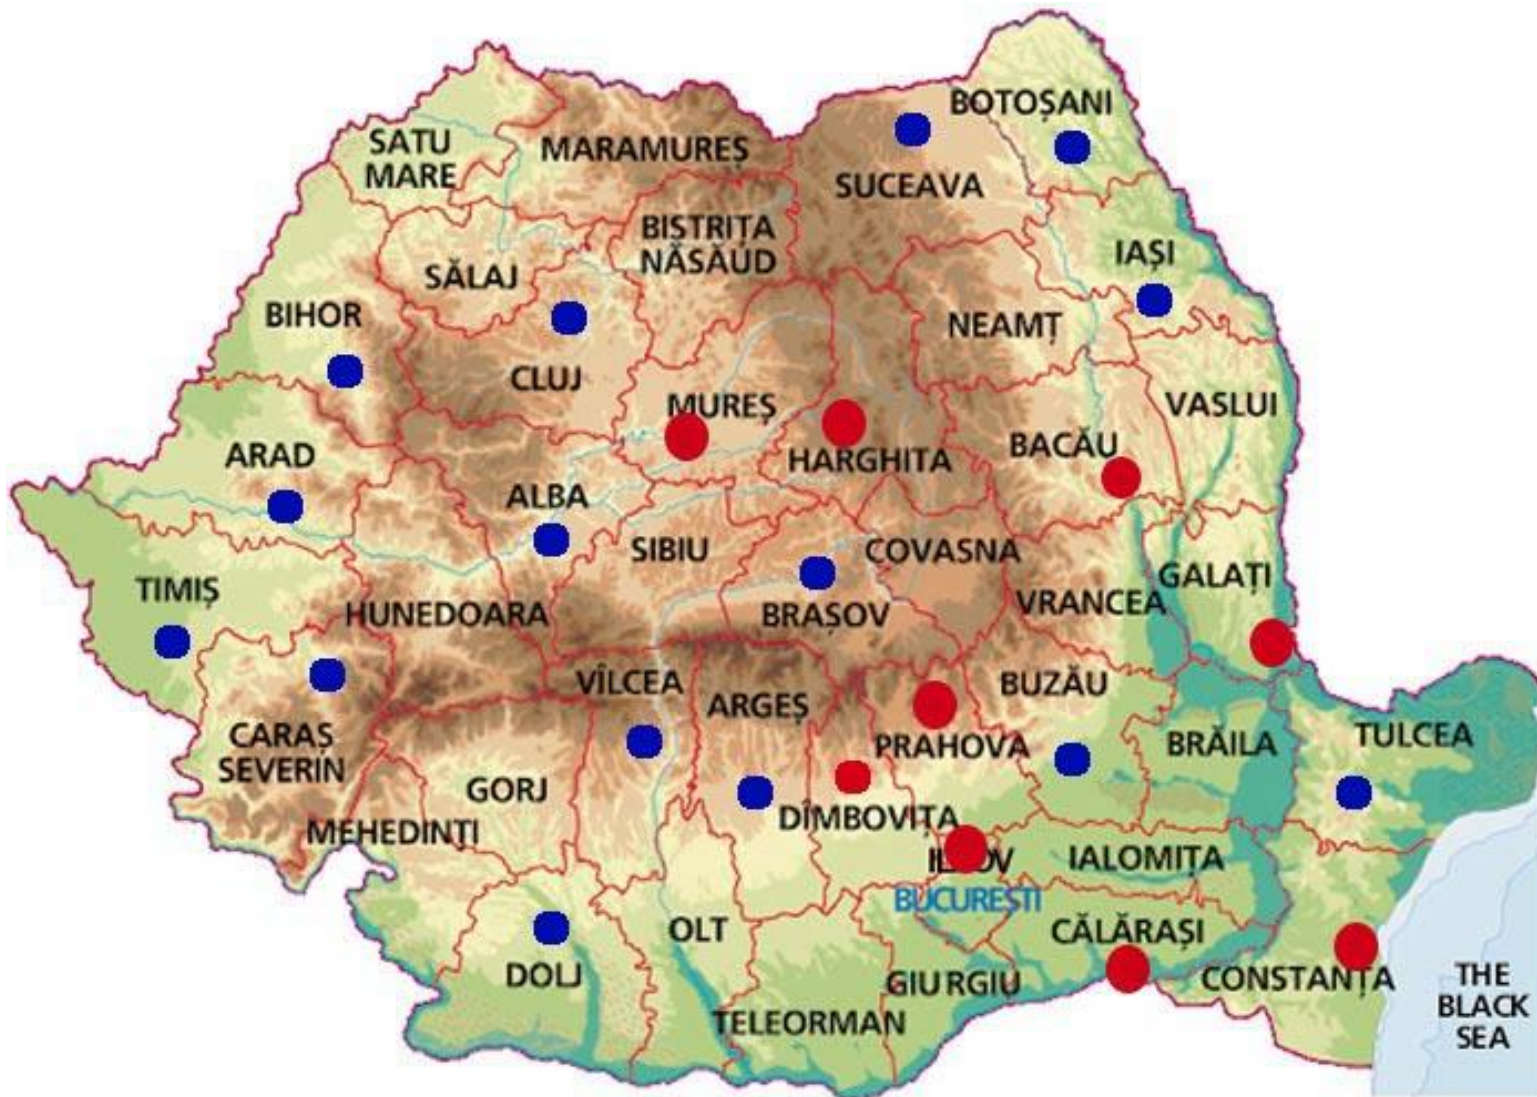 BOTOȘANI
SATU
MARE
MARAMUREȘ
SUCEAVA
BISTRIȚA
NĂSĂUD
IAȘI
SĂLAJ
BIHOR
NEAMȚ
CLUJ
MUREȘ
VASLUI
ARAD
HARGHITA
BACĂU
ALBA
SIBIU
COVASNA
TIMIȘ
GALAȚI
HUNEDOARA
BRAȘOV
VRANCEA
VÎLCEA
ARGEȘ
BUZĂU
CARAȘ
SEVERIN
PRAHOVA
BRĂILA
TULCEA
GORJ
MEHEDINȚI
DÎMBOVIȚA
IALOMIȚA
BUCURESTI
OLT
CĂLĂRAȘI
DOLJ
GIURGIU
CONSTANȚA
TELEORMAN
THE
BLACK
SEA